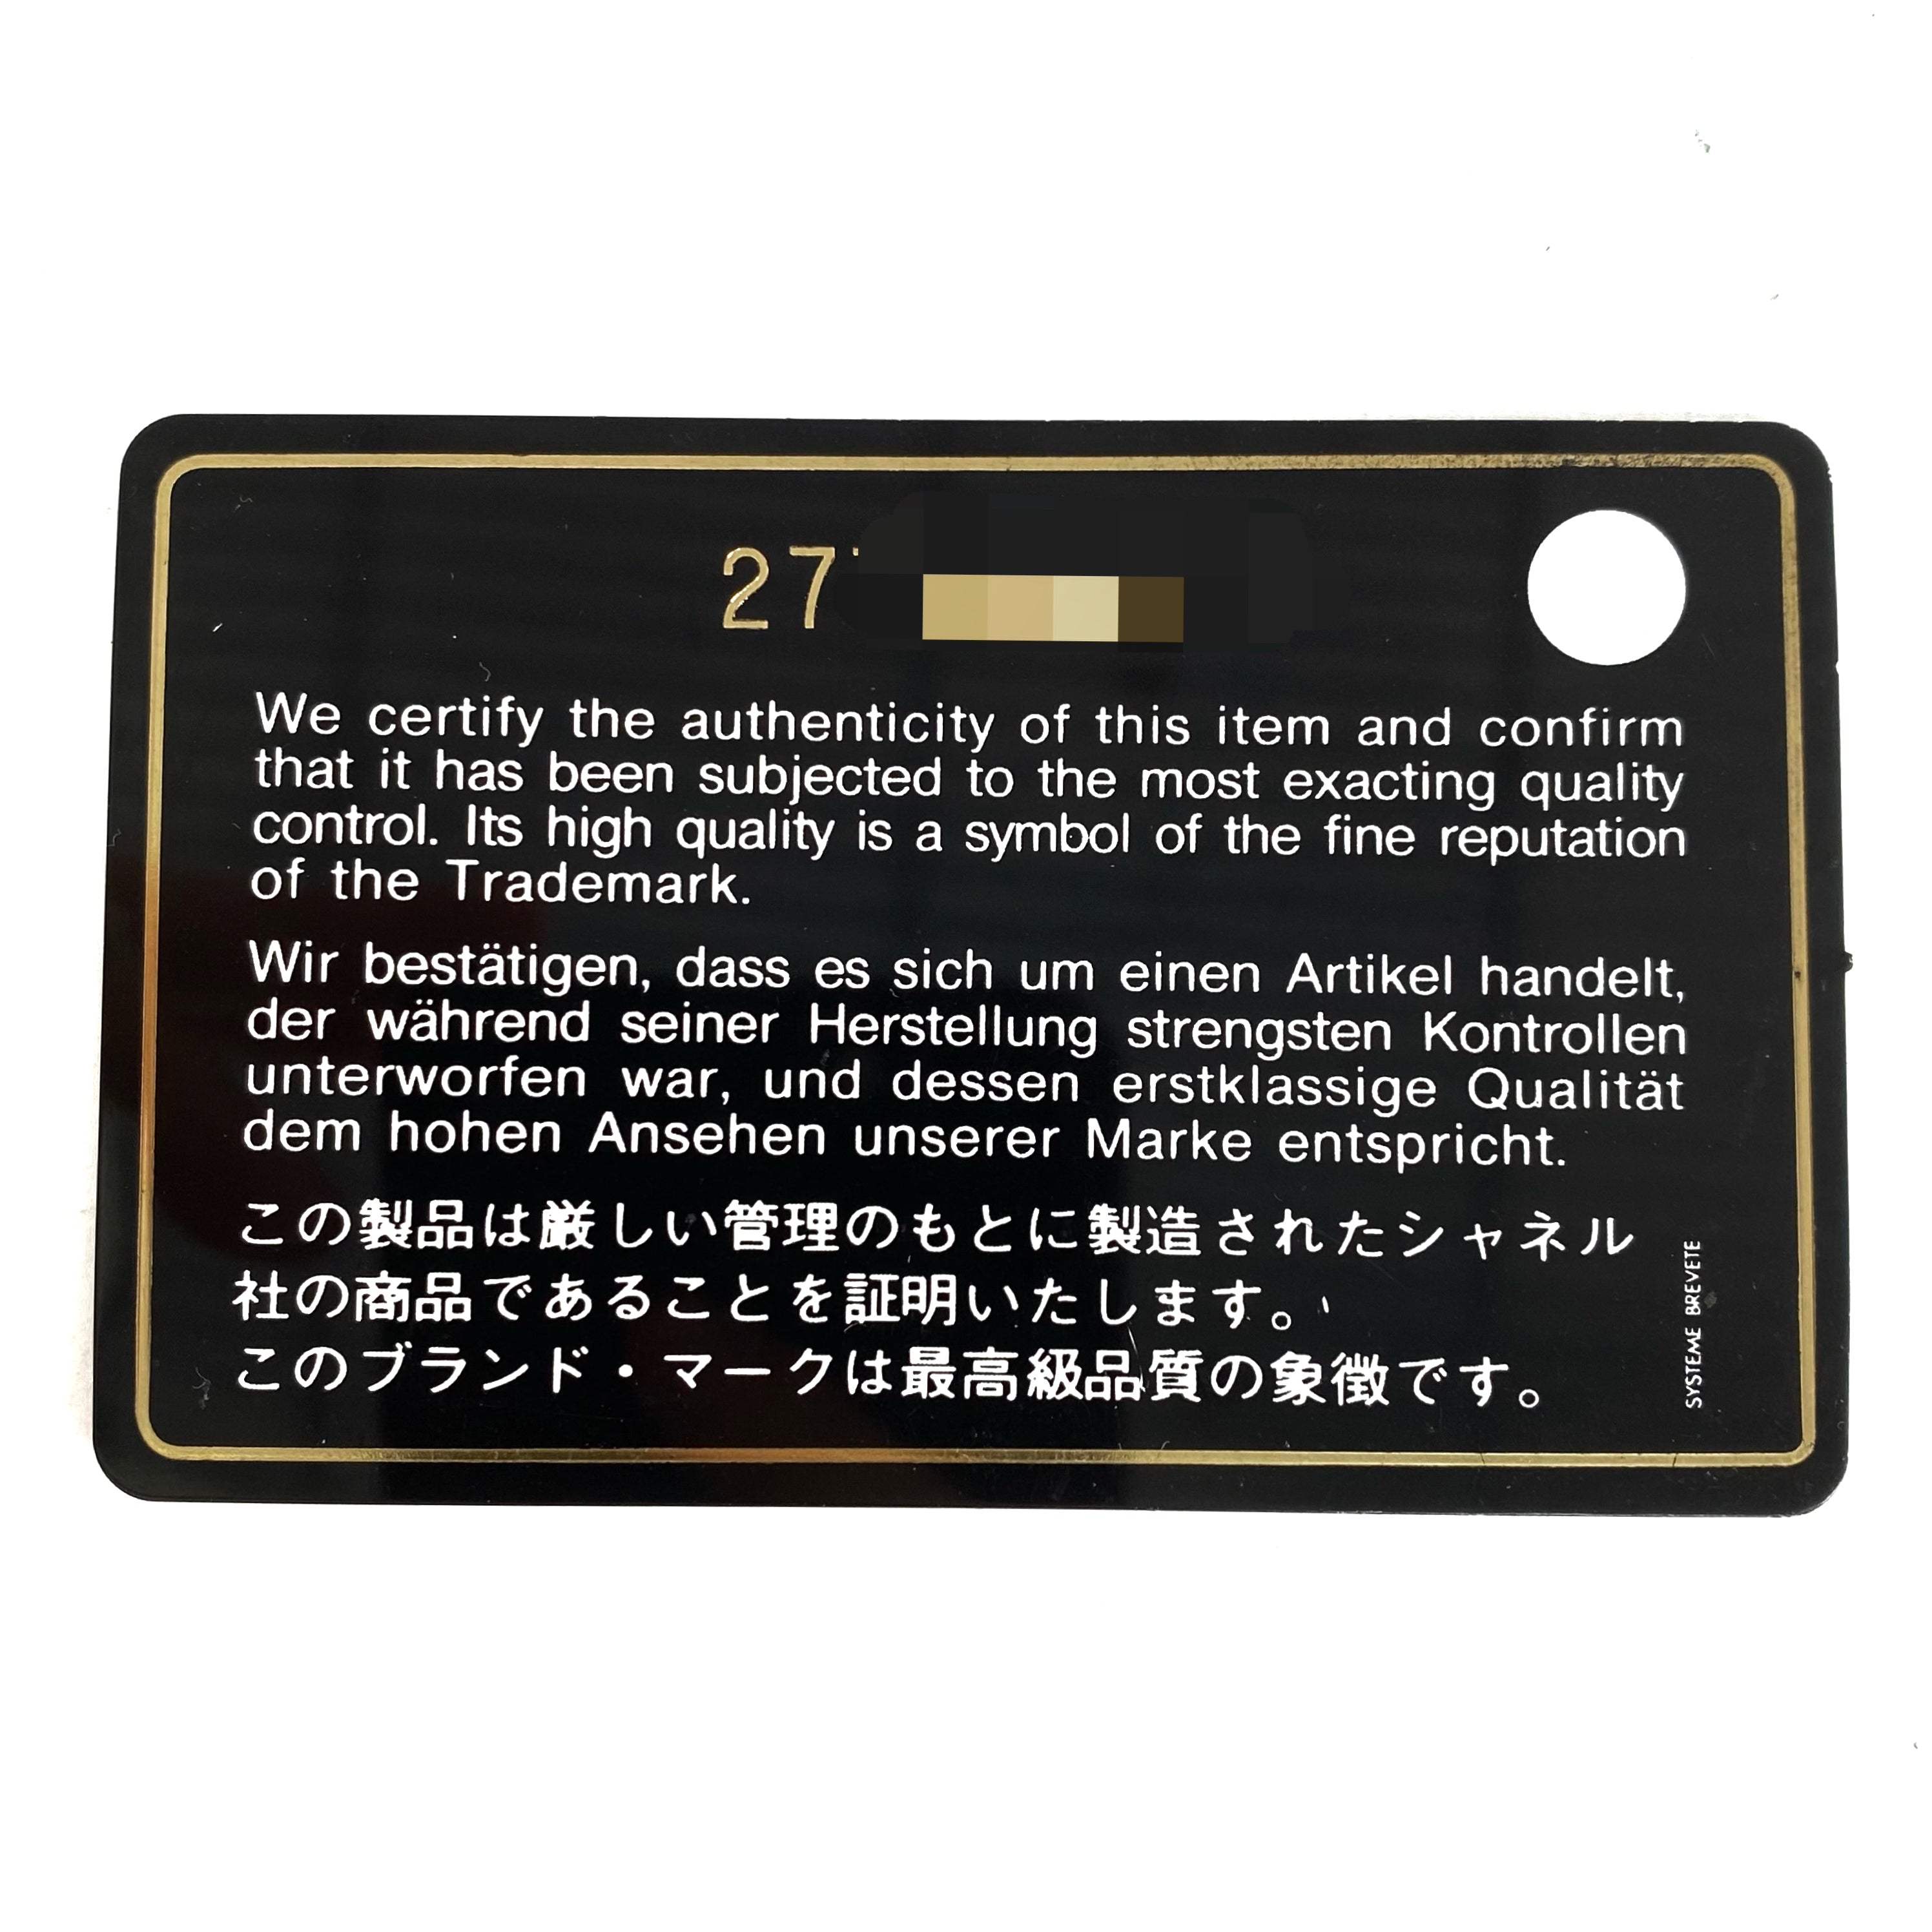 27
We certify the authenticity of this item and confirm
that it has been subjected to the most exacting quality
control. Its high quality is a symbol of the fine reputation
of the Trademark.
Wir bestätigen, dass es sich um einen Artikel handelt,
der während seiner Herstellung strengsten Kontrollen
unterworfen war, und dessen erstklassige Qualität
dem hohen Ansehen unserer Marke entspricht.
この製品は厳しい管理のもとに製造されたシャネル
社の商品であることを証明いたします。
このブランド・マークは最高級品質の象徴です。
SYSTEME BREVETE